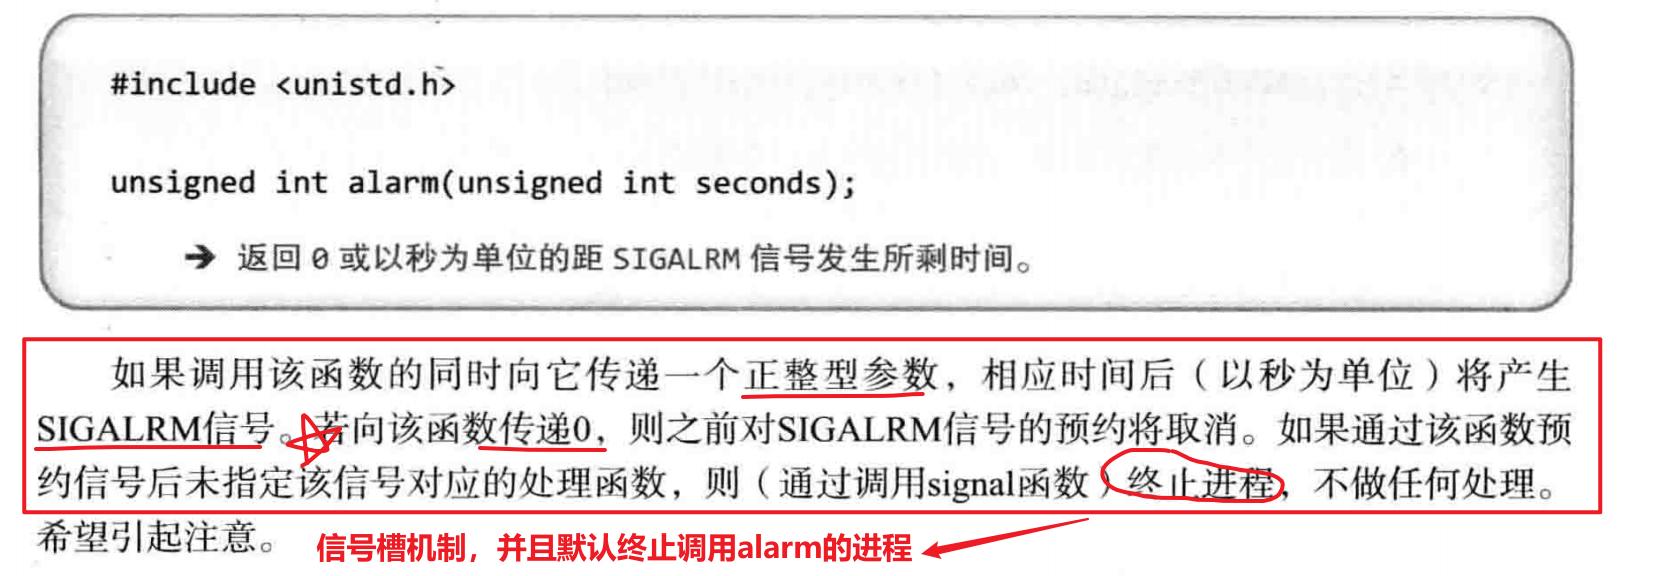 #include <unistd.h>
unsigned int alarm(unsigned int seconds);
➔ 返回 0 或以秒为单位的距 SIGALRM 信号发生所剩时间。
如果调用该函数的同时向它传递一个正整型参数，相应时间后（以秒为单位）将产生
SIGALRM信号。若向该函数传递0，则之前对SIGALRM信号的预约将取消。如果通过该函数预
约信号后未指定该信号对应的处理函数，则（通过调用signal函数）终止进程，不做任何处理。
希望引起注意。
信号槽机制，并且默认终止调用alarm的进程